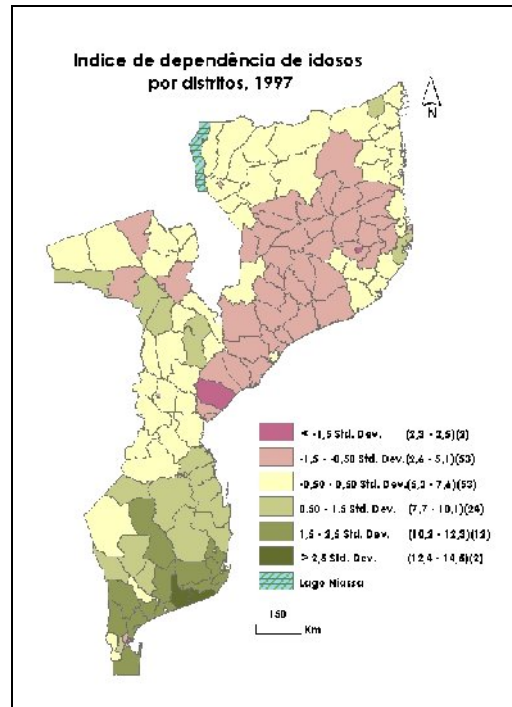 Indice de dependência de idosos
por distritos, 1997
N
< -1,5 Std. Dev. (2,3 - 2,5)(2)
-1,5 - -0,50 Std. Dev.(2,6 - 5,1)(53)
-0,50 - 0,50 Std. Dev.(5,2 - 7,6)(53)
0.50 - 1.5 Std. Dev. (7,7 - 10,1)(24)
1,5 - 2,5 Std. Dev. (10,2 - 12,3)(12)
> 2,5 Std. Dev. (12,4 - 14,5)(2)
Lago Niassa
150
Km